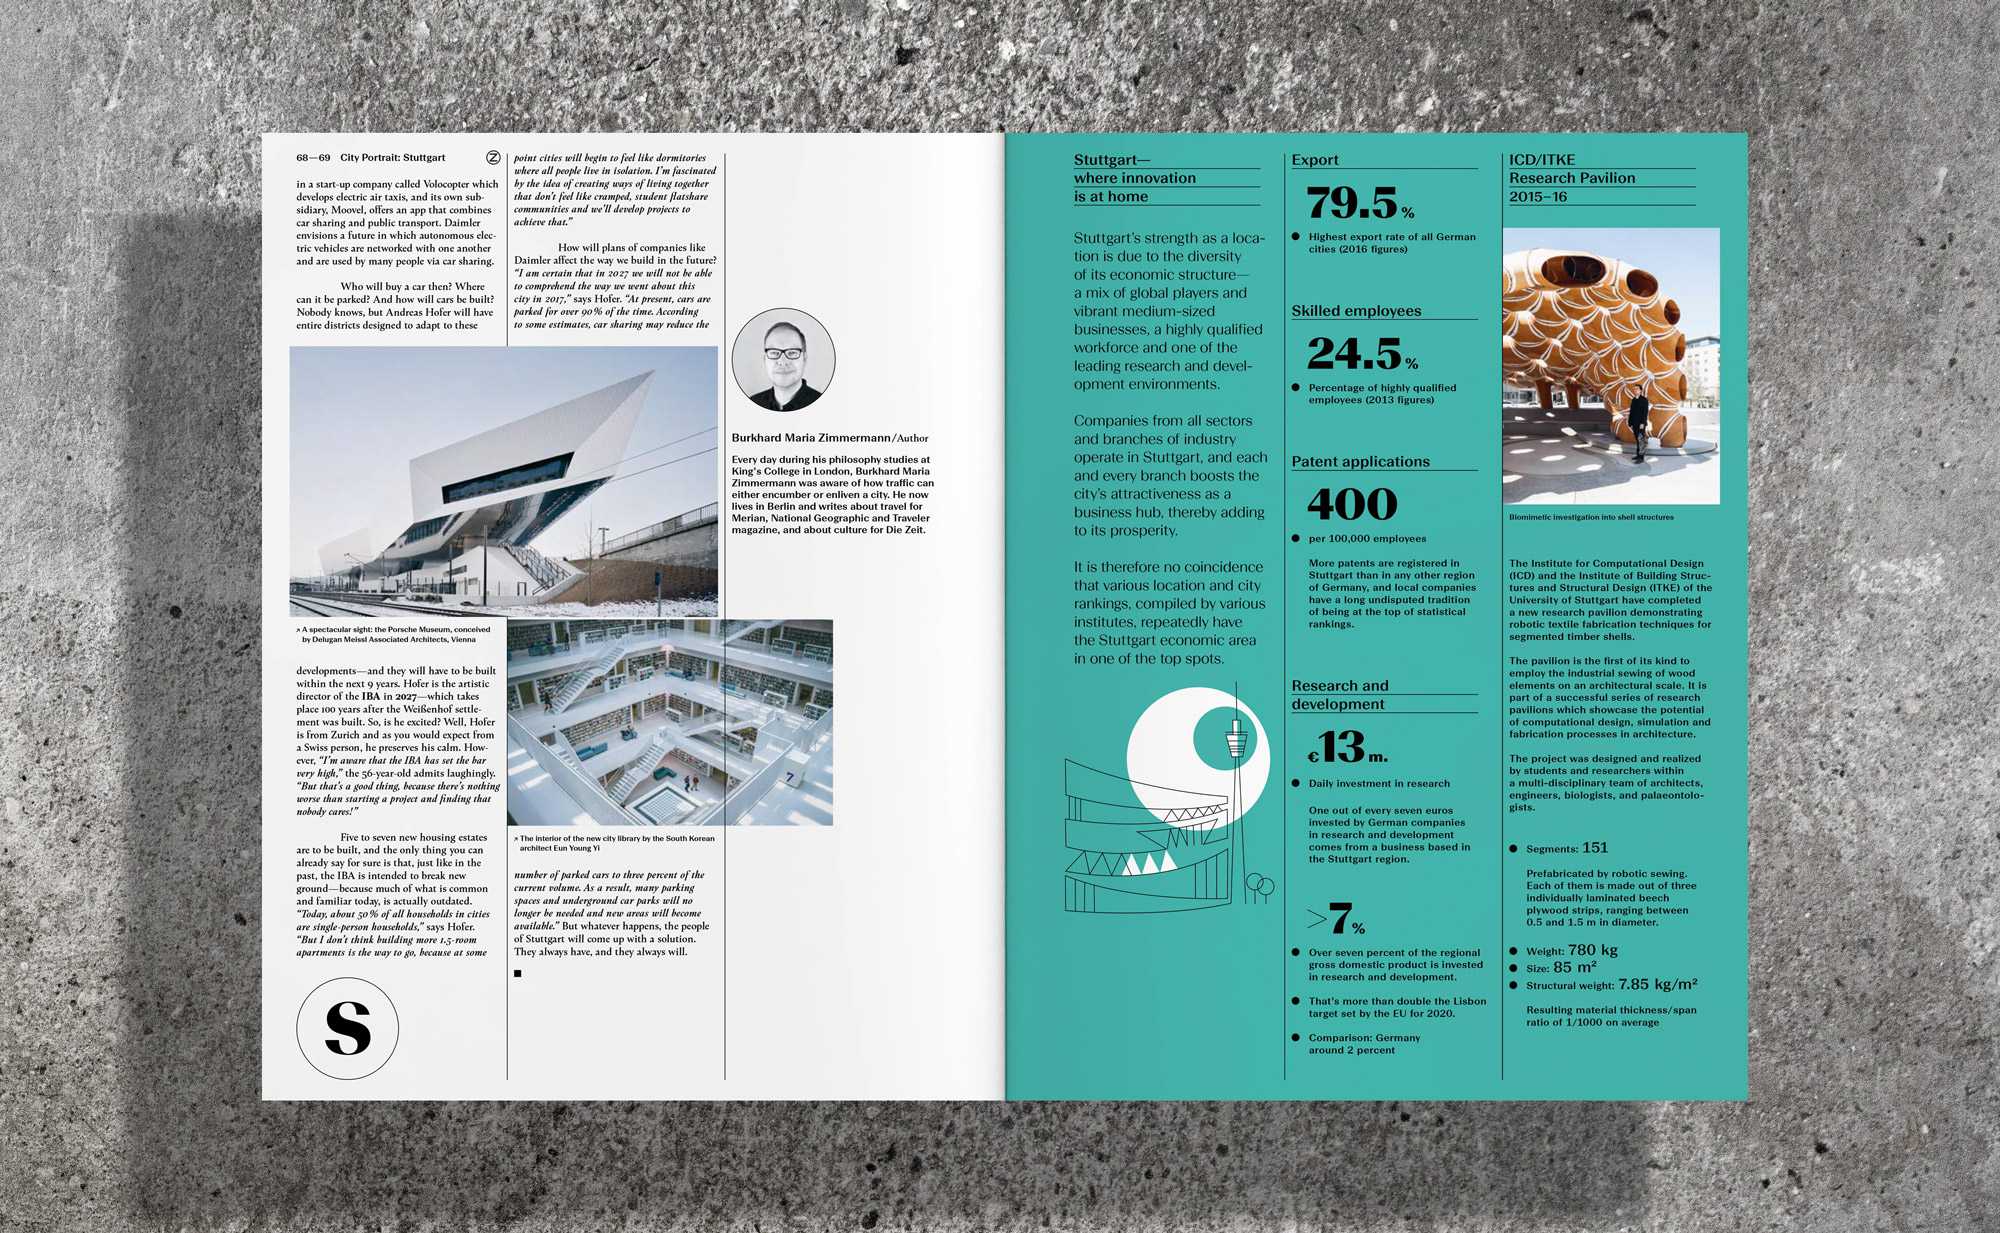 68—69 City Portrait: Stuttgart
Z
in a start-up company called Volocopter which
develops electric air taxis, and its own sub-
sidiary, Moovel, offers an app that combines
car sharing and public transport. Daimler
envisions a future in which autonomous elec-
tric vehicles are networked with one another
and are used by many people via car sharing.
Who will buy a car then? Where
can it be parked? And how will cars be built?
Nobody knows, but Andreas Hofer will have
entire districts designed to adapt to these
↗ A spectacular sight: the Porsche Museum, conceived
by Delugan Meissl Associated Architects, Vienna
developments—and they will have to be built
within the next 9 years. Hofer is the artistic
director of the IBA in 2027—which takes
place 100 years after the Weißenhof settle-
ment was built. So, is he excited? Well, Hofer
is from Zurich and as you would expect from
a Swiss person, he preserves his calm. How-
ever, “I’m aware that the IBA has set the bar
very high,” the 56-year-old admits laughingly.
“But that’s a good thing, because there’s nothing
worse than starting a project and finding that
nobody cares!”
Five to seven new housing estates
are to be built, and the only thing you can
already say for sure is that, just like in the
past, the IBA is intended to break new
ground—because much of what is common
and familiar today, is actually outdated.
“Today, about 50 % of all households in cities
are single-person households,” says Hofer.
“But I don’t think building more 1.5-room
apartments is the way to go, because at some
S
point cities will begin to feel like dormitories
where all people live in isolation. I’m fascinated
by the idea of creating ways of living together
that don’t feel like cramped, student flatshare
communities and we’ll develop projects to
achieve that.”
How will plans of companies like
Daimler affect the way we build in the future?
“I am certain that in 2027 we will not be able
to comprehend the way we went about this
city in 2017,” says Hofer. “At present, cars are
parked for over 90 % of the time. According
to some estimates, car sharing may reduce the
7
↗ The interior of the new city library by the South Korean
architect Eun Young Yi
number of parked cars to three percent of the
current volume. As a result, many parking
spaces and underground car parks will no
longer be needed and new areas will become
available.” But whatever happens, the people
of Stuttgart will come up with a solution.
They always have, and they always will.
Burkhard Maria Zimmermann/Author
Every day during his philosophy studies at
King’s College in London, Burkhard Maria
Zimmermann was aware of how traffic can
either encumber or enliven a city. He now
lives in Berlin and writes about travel for
Merian, National Geographic and Traveler
magazine, and about culture for Die Zeit.
Stuttgart—
where innovation
is at home
Stuttgart’s strength as a loca-
tion is due to the diversity
of its economic structure—
a mix of global players and
vibrant medium-sized
businesses, a highly qualified
workforce and one of the
leading research and devel-
opment environments.
Companies from all sectors
and branches of industry
operate in Stuttgart, and each
and every branch boosts the
city’s attractiveness as a
business hub, thereby adding
to its prosperity.
It is therefore no coincidence
that various location and city
rankings, compiled by various
institutes, repeatedly have
the Stuttgart economic area
in one of the top spots.
Export
79.5 %
● Highest export rate of all German
cities (2016 figures)
Skilled employees
24.5 %
● Percentage of highly qualified
employees (2013 figures)
Patent applications
400
● per 100,000 employees
More patents are registered in
Stuttgart than in any other region
of Germany, and local companies
have a long undisputed tradition
of being at the top of statistical
rankings.
Research and
development
€13 m.
● Daily investment in research
One out of every seven euros
invested by German companies
in research and development
comes from a business based in
the Stuttgart region.
>7 %
● Over seven percent of the regional
gross domestic product is invested
in research and development.
● That’s more than double the Lisbon
target set by the EU for 2020.
● Comparison: Germany
around 2 percent
ICD/ITKE
Research Pavilion
2015–16
Biomimetic investigation into shell structures
The Institute for Computational Design
(ICD) and the Institute of Building Struc-
tures and Structural Design (ITKE) of the
University of Stuttgart have completed
a new research pavilion demonstrating
robotic textile fabrication techniques for
segmented timber shells.
The pavilion is the first of its kind to
employ the industrial sewing of wood
elements on an architectural scale. It is
part of a successful series of research
pavilions which showcase the potential
of computational design, simulation and
fabrication processes in architecture.
The project was designed and realized
by students and researchers within
a multi-disciplinary team of architects,
engineers, biologists, and palaeontolo-
gists.
● Segments: 151
Prefabricated by robotic sewing.
Each of them is made out of three
individually laminated beech
plywood strips, ranging between
0.5 and 1.5 m in diameter.
● Weight: 780 kg
● Size: 85 m²
● Structural weight: 7.85 kg/m²
Resulting material thickness/span
ratio of 1/1000 on average